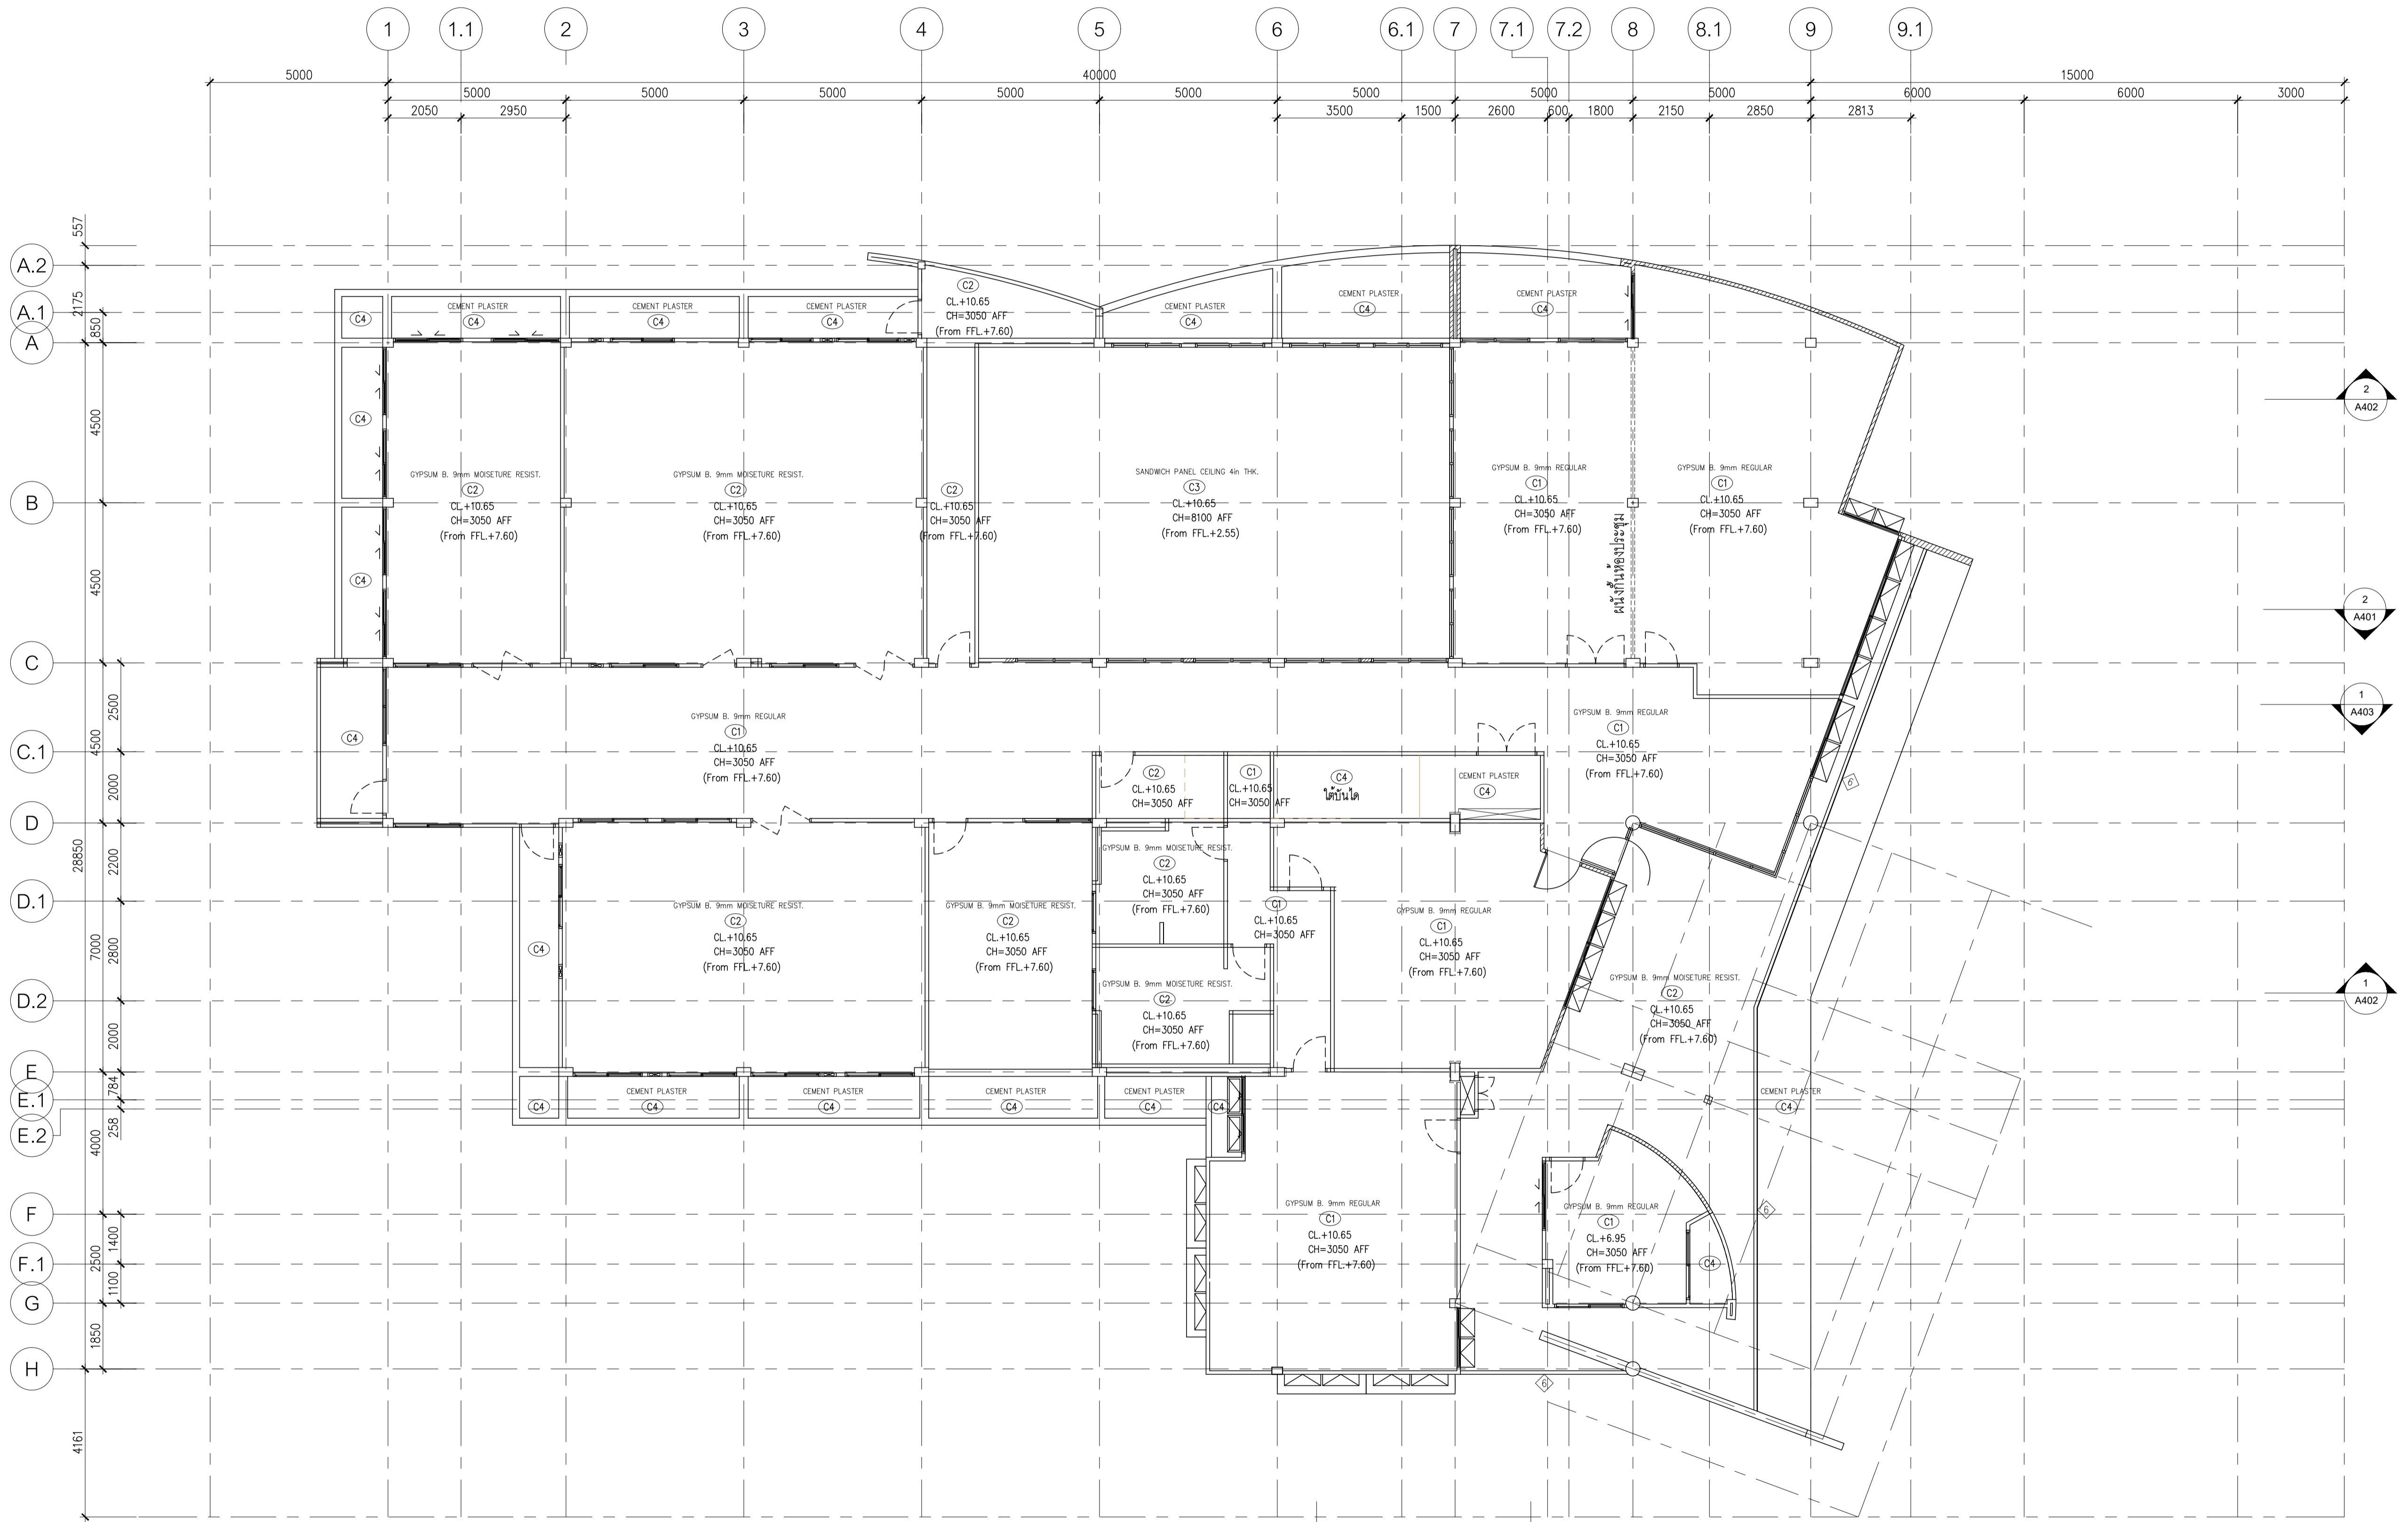 1
1.1
2
3
4
5
6
6.1
7
7.1
7.2
8
8.1
9
9.1
5000
40000
15000
5000
5000
5000
5000
5000
5000
5000
5000
6000
6000
3000
2050
2950
3500
1500
2600
600
1800
2150
2850
2813
557
A.2
2175
A.1
850
A
4500
B
4500
C
2500
4500
C.1
2000
D
28850
2200
D.1
7000
2800
D.2
2000
E
784
E.1
258
E.2
4000
F
1400
2500
F.1
1100
G
1850
H
4161
C2
CL.+10.65
CH=3050 AFF
(From FFL.+7.60)
C4
CEMENT PLASTER
C4
CEMENT PLASTER
C4
CEMENT PLASTER
C4
CEMENT PLASTER
C4
CEMENT PLASTER
C4
CEMENT PLASTER
C4
C4
C4
GYPSUM B. 9mm MOISETURE RESIST.
C2
CL.+10.65
CH=3050 AFF
(From FFL.+7.60)
GYPSUM B. 9mm MOISETURE RESIST.
C2
CL.+10.65
CH=3050 AFF
(From FFL.+7.60)
C2
CL.+10.65
CH=3050 AFF
(From FFL.+7.60)
SANDWICH PANEL CEILING 4in THK.
C3
CL.+10.65
CH=8100 AFF
(From FFL.+2.55)
GYPSUM B. 9mm REGULAR
C1
CL.+10.65
CH=3050 AFF
(From FFL.+7.60)
ผนังกั้นห้องประชุม
GYPSUM B. 9mm REGULAR
C1
CL.+10.65
CH=3050 AFF
(From FFL.+7.60)
2
A402
2
A401
1
A403
1
A402
C4
GYPSUM B. 9mm REGULAR
C1
CL.+10.65
CH=3050 AFF
(From FFL.+7.60)
C2
CL.+10.65
CH=3050 AFF
C1
CL.+10.65
CH=3050 AFF
C4
ใต้บันได
CEMENT PLASTER
C4
GYPSUM B. 9mm REGULAR
C1
CL.+10.65
CH=3050 AFF
(From FFL.+7.60)
6
C4
GYPSUM B. 9mm MOISETURE RESIST.
C2
CL.+10.65
CH=3050 AFF
(From FFL.+7.60)
GYPSUM B. 9mm MOISETURE RESIST.
C2
CL.+10.65
CH=3050 AFF
(From FFL.+7.60)
GYPSUM B. 9mm MOISETURE RESIST.
C2
CL.+10.65
CH=3050 AFF
(From FFL.+7.60)
C1
CL.+10.65
CH=3050 AFF
GYPSUM B. 9mm REGULAR
C1
CL.+10.65
CH=3050 AFF
(From FFL.+7.60)
GYPSUM B. 9mm MOISETURE RESIST.
C2
CL.+10.65
CH=3050 AFF
(From FFL.+7.60)
GYPSUM B. 9mm MOISETURE RESIST.
C2
CL.+10.65
CH=3050 AFF
(From FFL.+7.60)
C4
CEMENT PLASTER
C4
CEMENT PLASTER
C4
CEMENT PLASTER
C4
CEMENT PLASTER
C4
C4
CEMENT PLASTER
C4
GYPSUM B. 9mm REGULAR
C1
CL.+10.65
CH=3050 AFF
(From FFL.+7.60)
GYPSUM B. 9mm REGULAR
C1
CL.+6.95
CH=3050 AFF
(From FFL.+7.60)
C4
6
6